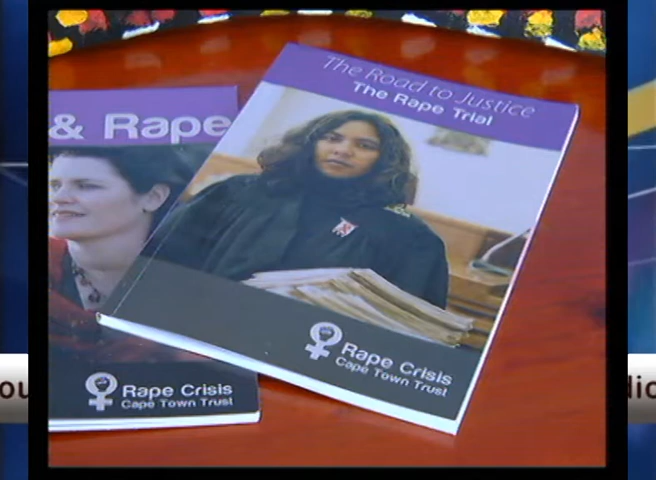 The Road to Justice
The Rape Trial
& Rape
Rape Crisis
Cape Town Trust
Rape Crisis
Cape Town Trust